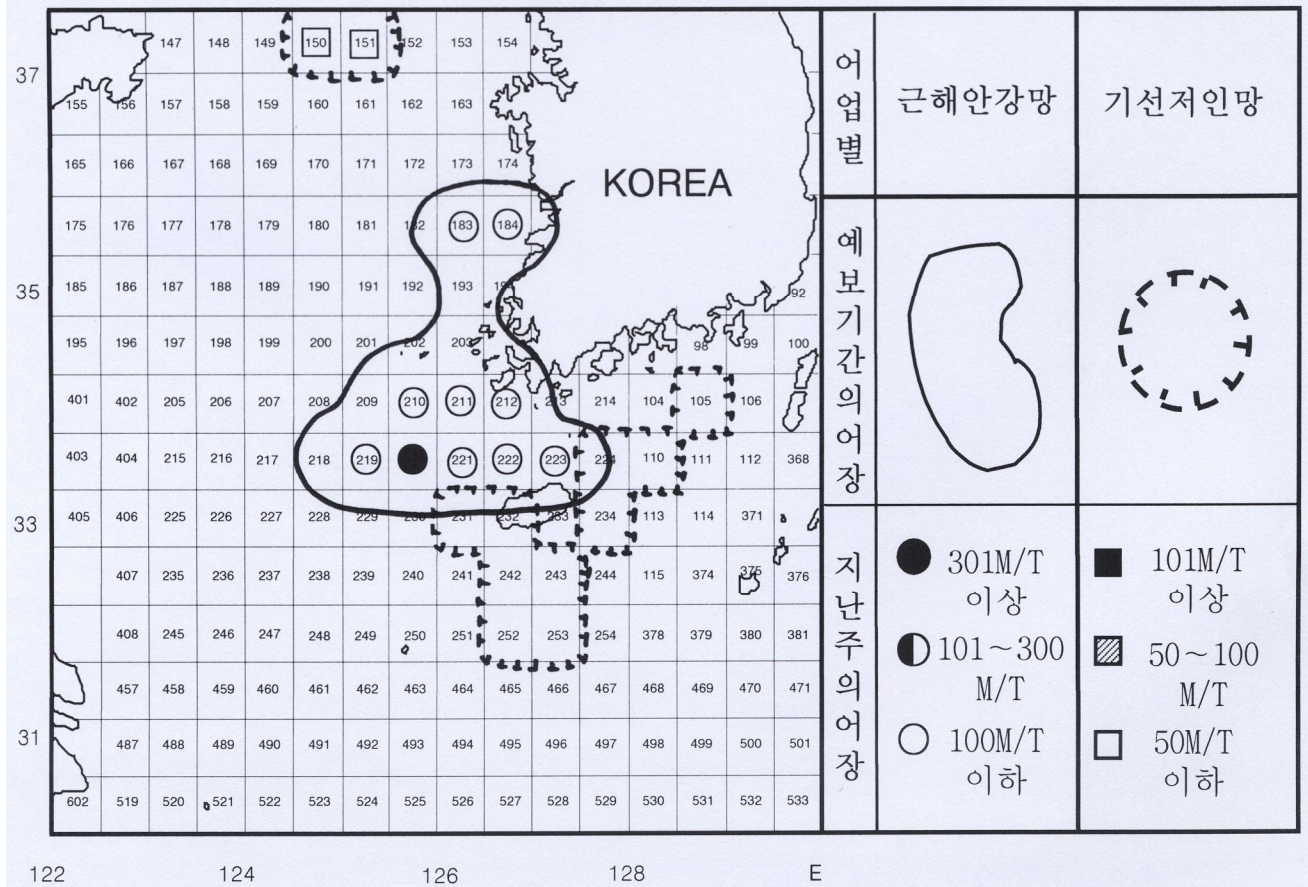 147 148 149 150 151 152 153 154
37
155 156 157 158 159 160 161 162 163
165 166 167 168 169 170 171 172 173 174
KOREA
175 176 177 178 179 180 181 182 183 184
35
185 186 187 188 189 190 191 192 193
92
195 196 197 198 199 200 201 202 203
98 99 100
401 402 205 206 207 208 209 210 211 212 213 214 104 105 106
403 404 215 216 217 218 219 221 222 223 224 110 111 112 368
33
405 406 225 226 227 228 229 230 231 232 233 234 113 114 371
407 235 236 237 238 239 240 241 242 243 244 115 374 375 376
408 245 246 247 248 249 250 251 252 253 254 378 379 380 381
457 458 459 460 461 462 463 464 465 466 467 468 469 470 471
31
487 488 489 490 491 492 493 494 495 496 497 498 499 500 501
602 519 520 521 522 523 524 525 526 527 528 529 530 531 532 533
122 124 126 128 E
어업별
근해안강망
기선저인망
예보기간의어장
지난주의어장
301M/T
이상
101~300
M/T
100M/T
이하
101M/T
이상
50~100
M/T
50M/T
이하